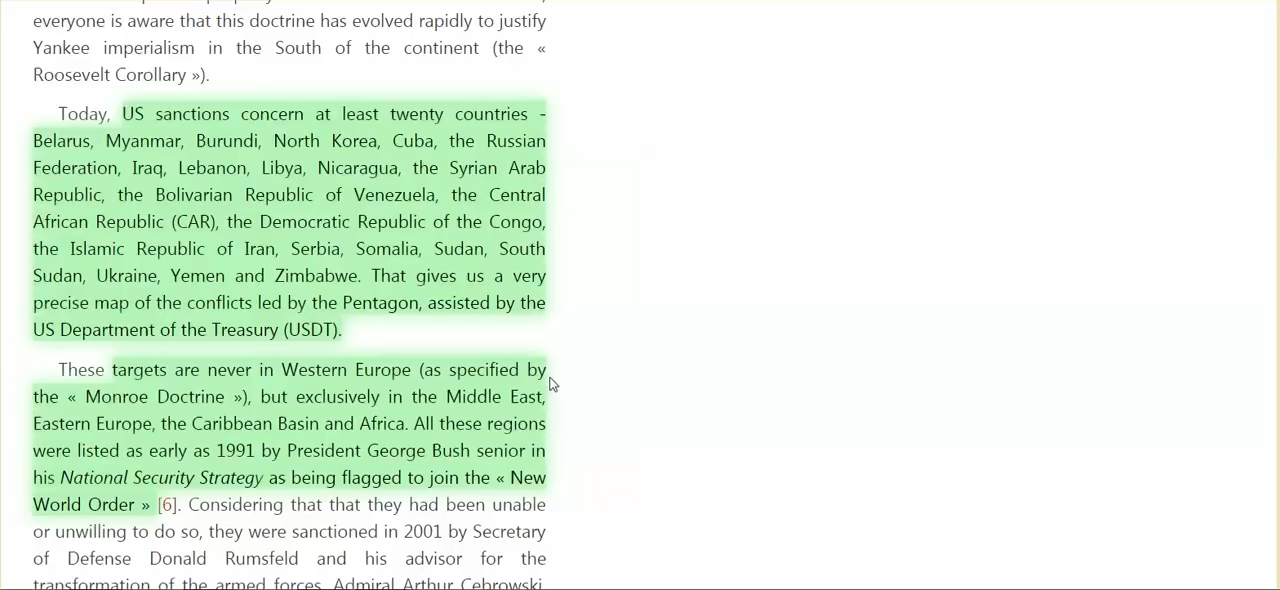 everyone is aware that this doctrine has evolved rapidly to justify
Yankee imperialism in the South of the continent (the «
Roosevelt Corollary »).
Today, US sanctions concern at least twenty countries -
Belarus, Myanmar, Burundi, North Korea, Cuba, the Russian
Federation, Iraq, Lebanon, Libya, Nicaragua, the Syrian Arab
Republic, the Bolivarian Republic of Venezuela, the Central
African Republic (CAR), the Democratic Republic of the Congo,
the Islamic Republic of Iran, Serbia, Somalia, Sudan, South
Sudan, Ukraine, Yemen and Zimbabwe. That gives us a very
precise map of the conflicts led by the Pentagon, assisted by the
US Department of the Treasury (USDT).
These targets are never in Western Europe (as specified by
the « Monroe Doctrine »), but exclusively in the Middle East,
Eastern Europe, the Caribbean Basin and Africa. All these regions
were listed as early as 1991 by President George Bush senior in
his National Security Strategy as being flagged to join the « New
World Order » [6]. Considering that that they had been unable
or unwilling to do so, they were sanctioned in 2001 by Secretary
of Defense Donald Rumsfeld and his advisor for the
transformation of the armed forces, Admiral Arthur Cebrowski,